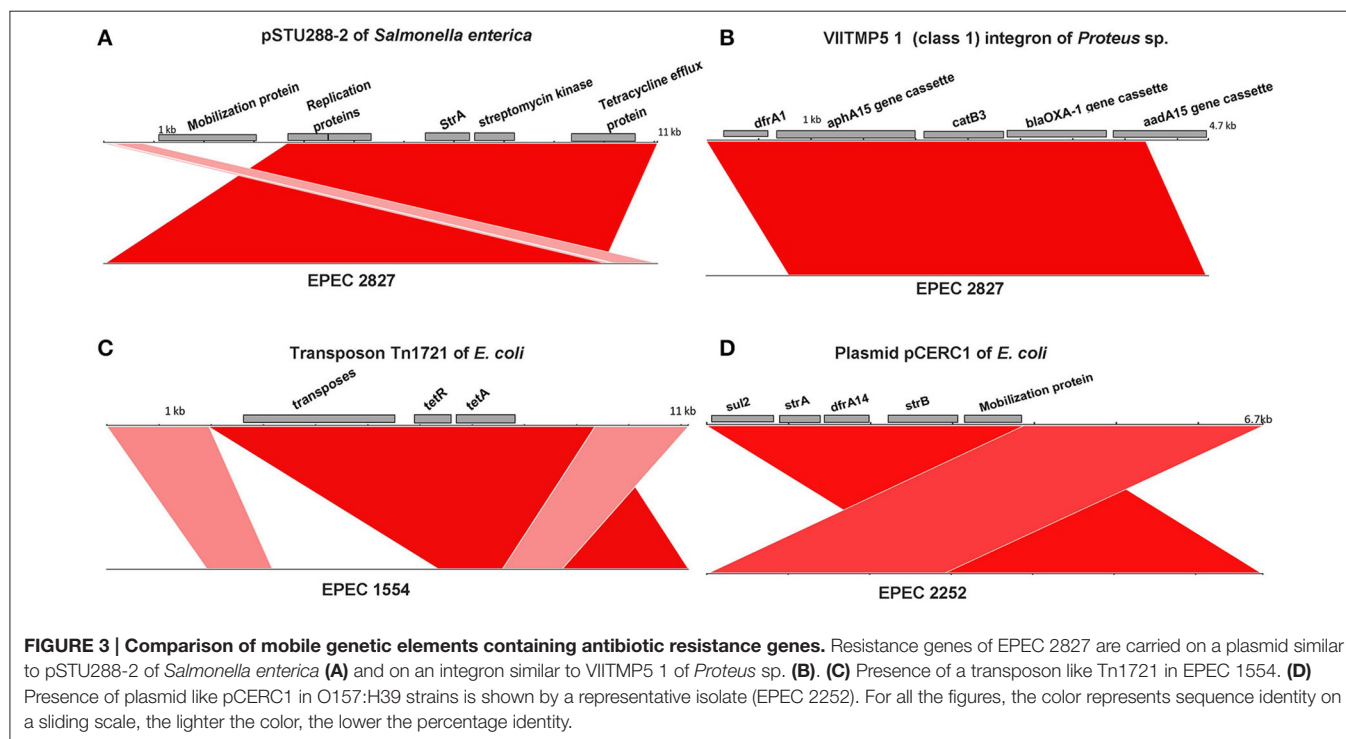 A
pSTU288-2 of Salmonella enterica
1 kb
Mobilization protein
Replication
proteins
StrA
streptomycin kinase
Tetracycline efflux
protein
11 kb
EPEC 2827
B
VIITMP5 1 (class 1) integron of Proteus sp.
dfrA1
1 kb
aphA15 gene cassette
catB3
blaOXA-1 gene cassette
aadA15 gene cassette
4.7 kb
EPEC 2827
C
Transposon Tn1721 of E. coli
1 kb
transposes
tetR
tetA
11 kb
EPEC 1554
D
Plasmid pCERC1 of E. coli
sul2
strA
dfrA14
strB
Mobilization protein
6.7kb
EPEC 2252
FIGURE 3 | Comparison of mobile genetic elements containing antibiotic resistance genes. Resistance genes of EPEC 2827 are carried on a plasmid similar
to pSTU288-2 of Salmonella enterica (A) and on an integron similar to VIITMP5 1 of Proteus sp. (B). (C) Presence of a transposon like Tn1721 in EPEC 1554. (D)
Presence of plasmid like pCERC1 in O157:H39 strains is shown by a representative isolate (EPEC 2252). For all the figures, the color represents sequence identity on
a sliding scale, the lighter the color, the lower the percentage identity.